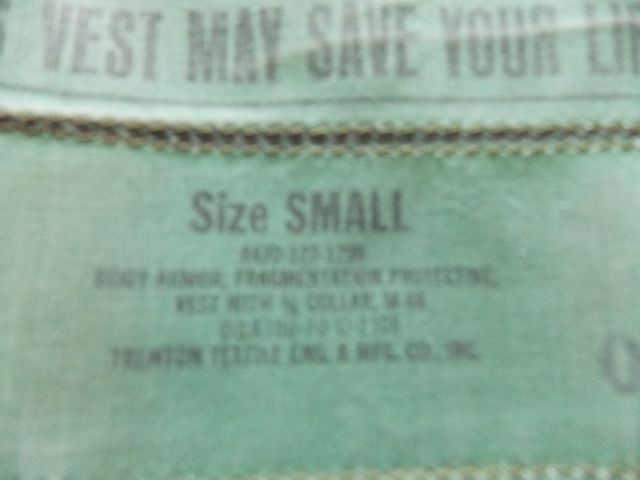 VEST MAY SAVE YOUR LIF
Size SMALL
BODY ARMOR, FRAGMENTATION PROTECTIVE,
VEST WITH ¾ COLLAR, M-69
TRENTON TEXTILE ENG. & MFG. CO., INC.